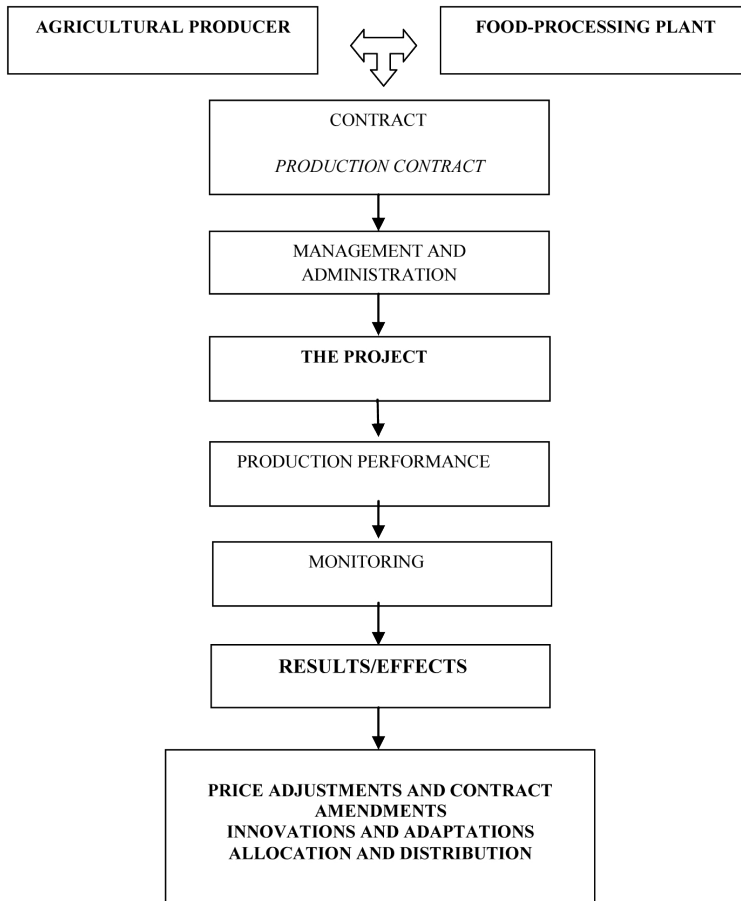 AGRICULTURAL PRODUCER
FOOD-PROCESSING PLANT
CONTRACT
PRODUCTION CONTRACT
MANAGEMENT AND
ADMINISTRATION
THE PROJECT
PRODUCTION PERFORMANCE
MONITORING
RESULTS/EFFECTS
PRICE ADJUSTMENTS AND CONTRACT
AMENDMENTS
INNOVATIONS AND ADAPTATIONS
ALLOCATION AND DISTRIBUTION